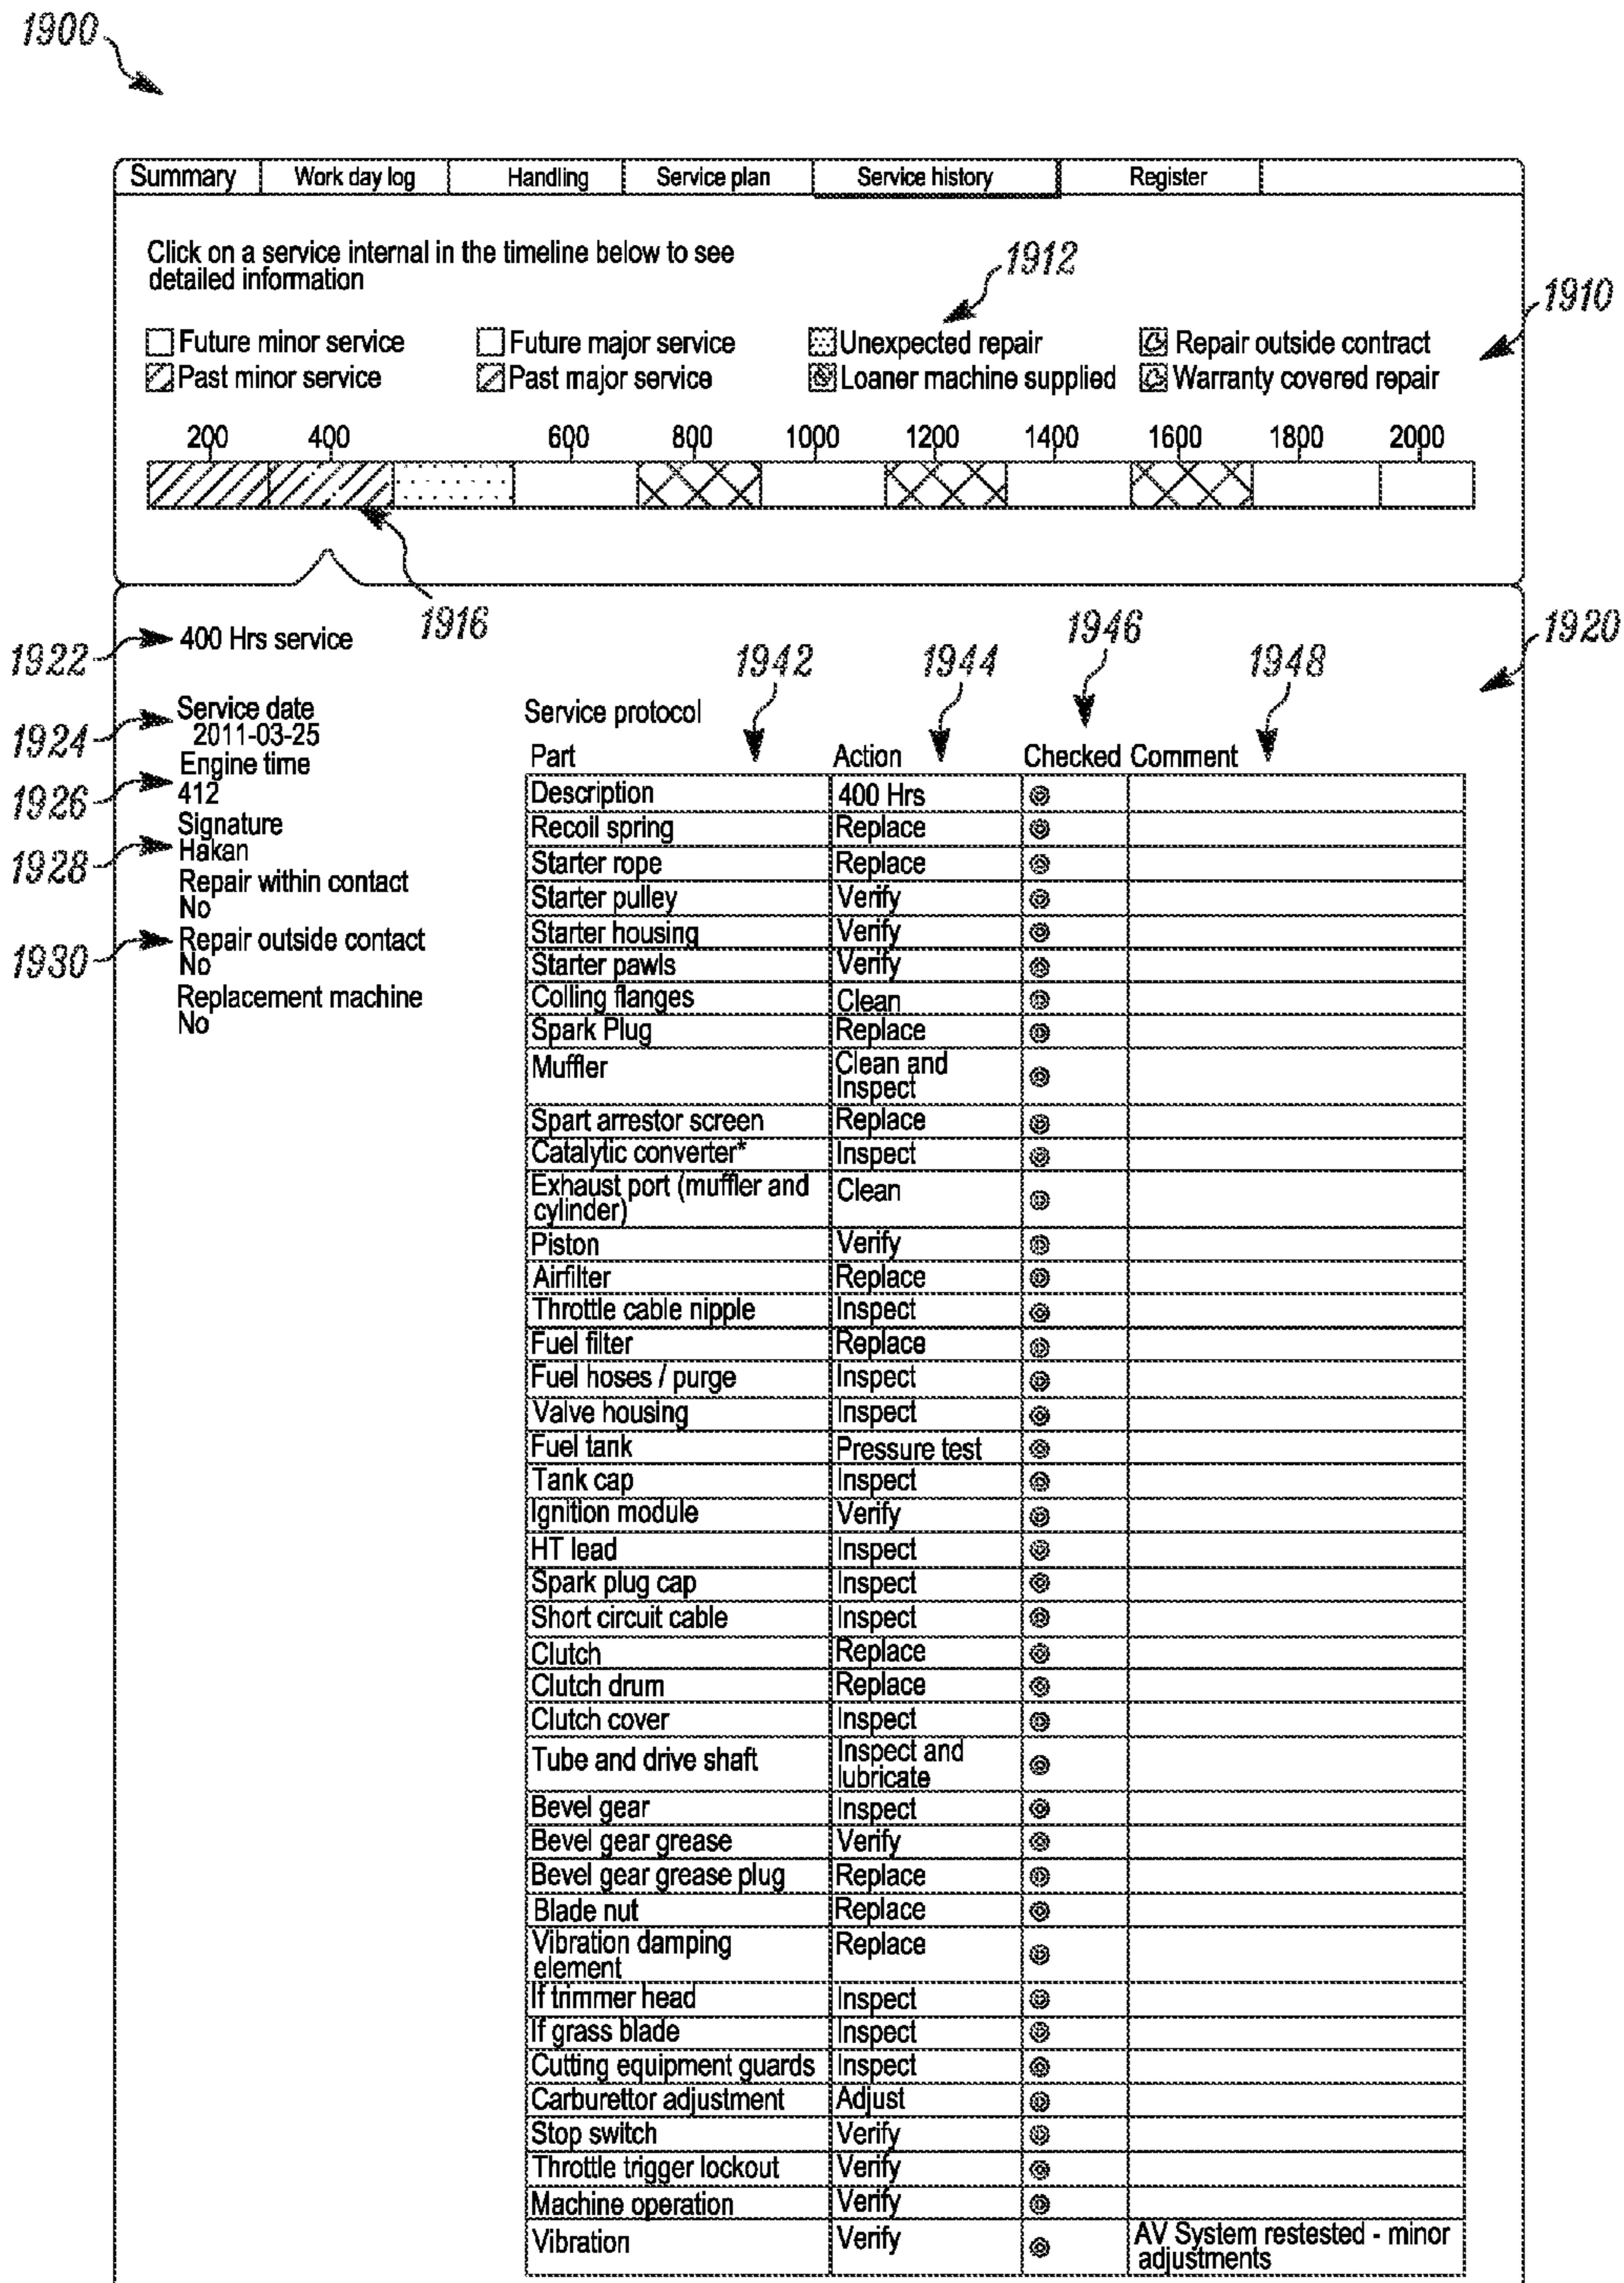 1900
Summary Work day log Handling Service plan Service history Register
Click on a service internal in the timeline below to see
detailed information
1912
1910
Future minor service Future major service Unexpected repair Repair outside contract
Past minor service Past major service Loaner machine supplied Warranty covered repair
200 400 600 800 1000 1200 1400 1600 1800 2000
1916
1920
1922 400 Hrs service
1942 1944 1946 1948
1924 Service date
2011-03-25
Engine time
1926 412
Signature
1928 Hakan
Repair within contact
No
1930 Repair outside contact
No
Replacement machine
No
Service protocol
Part Action Checked Comment
Description 400 Hrs
Recoil spring Replace
Starter rope Replace
Starter pulley Verify
Starter housing Verify
Starter pawls Verify
Colling flanges Clean
Spark Plug Replace
Muffler Clean and
Inspect
Spart arrestor screen Replace
Catalytic converter* Inspect
Exhaust port (muffler and Clean
cylinder)
Piston Verify
Airfilter Replace
Throttle cable nipple Inspect
Fuel filter Replace
Fuel hoses / purge Inspect
Valve housing Inspect
Fuel tank Pressure test
Tank cap Inspect
Ignition module Verify
HT lead Inspect
Spark plug cap Inspect
Short circuit cable Inspect
Clutch Replace
Clutch drum Replace
Clutch cover Inspect
Tube and drive shaft Inspect and
lubricate
Bevel gear Inspect
Bevel gear grease Verify
Bevel gear grease plug Replace
Blade nut Replace
Vibration damping Replace
element
If trimmer head Inspect
If grass blade Inspect
Cutting equipment guards Inspect
Carburettor adjustment Adjust
Stop switch Verify
Throttle trigger lockout Verify
Machine operation Verify
Vibration Verify AV System restested - minor
adjustments